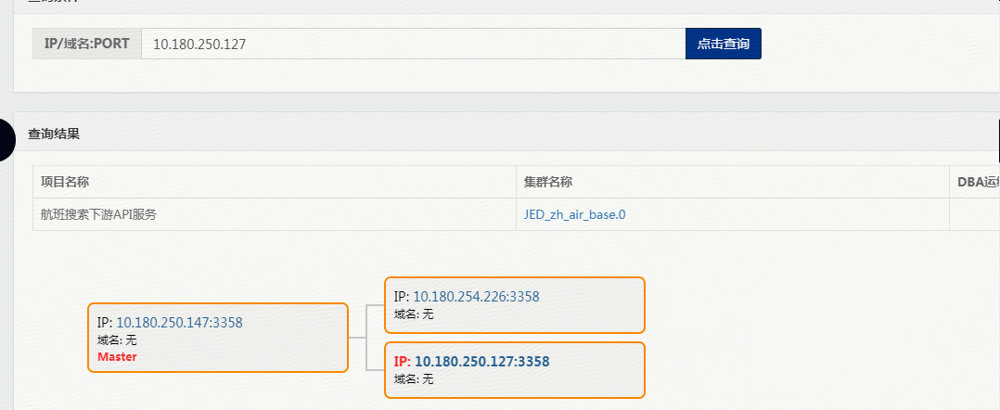 IP/域名:PORT
10.180.250.127
点击查询
查询结果
项目名称
集群名称
DBA运
航班搜索下游API服务
JED_zh_air_base.0
IP: 10.180.254.226:3358
域名: 无
IP: 10.180.250.147:3358
域名: 无
Master
IP: 10.180.250.127:3358
域名: 无